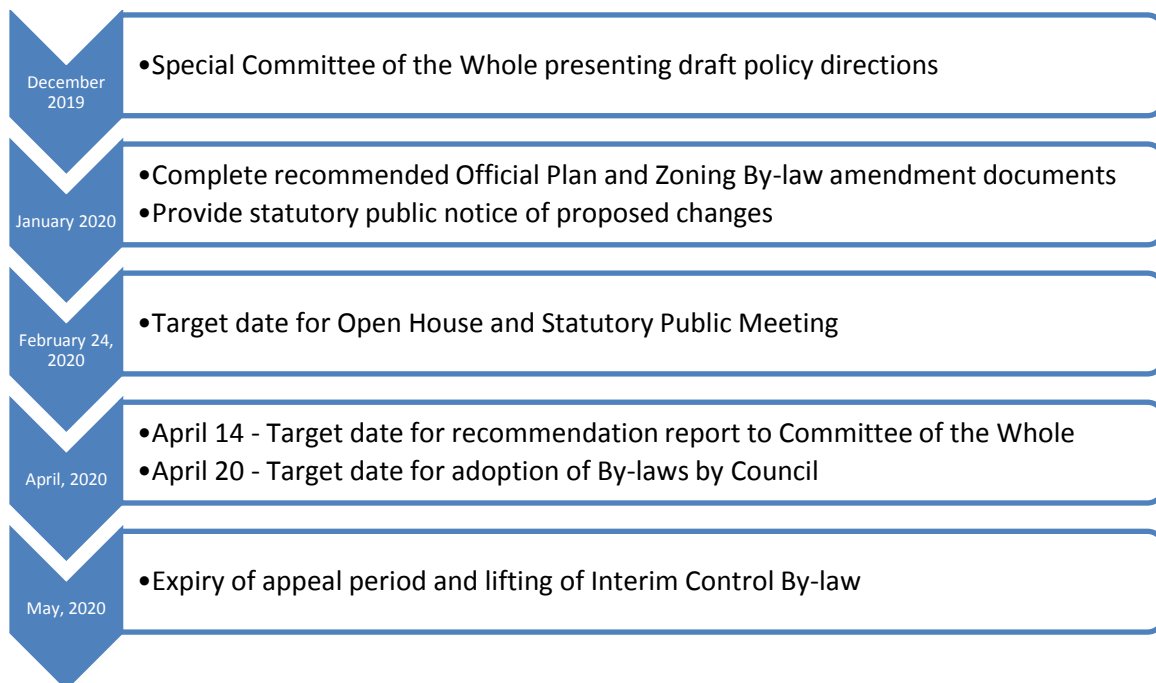 December
2019
•Special Committee of the Whole presenting draft policy directions
January 2020
•Complete recommended Official Plan and Zoning By-law amendment documents
•Provide statutory public notice of proposed changes
February 24,
2020
•Target date for Open House and Statutory Public Meeting
April, 2020
•April 14 - Target date for recommendation report to Committee of the Whole
•April 20 - Target date for adoption of By-laws by Council
May, 2020
•Expiry of appeal period and lifting of Interim Control By-law